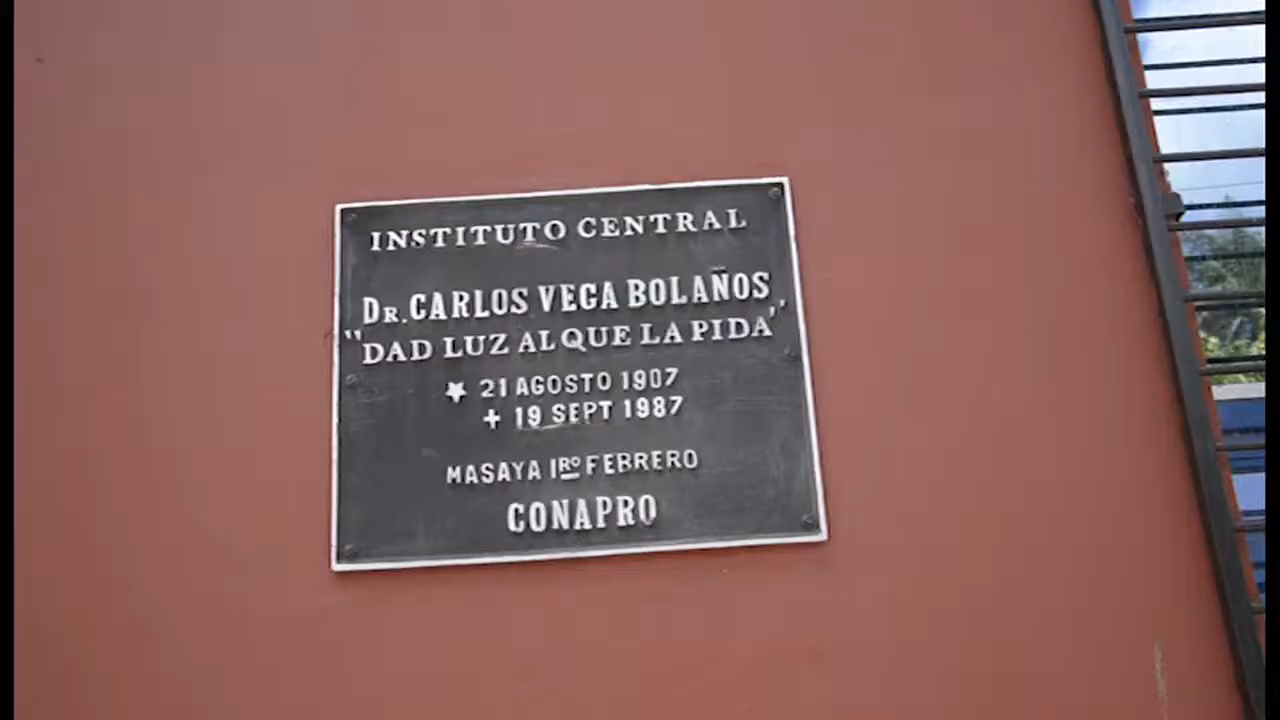 INSTITUTO CENTRAL
DR. CARLOS VEGA BOLAÑOS
"DAD LUZ AL QUE LA PIDA"
★ 21 AGOSTO 1907
✝ 19 SEPT 1987
MASAYA 1RO FEBRERO
CONAPRO